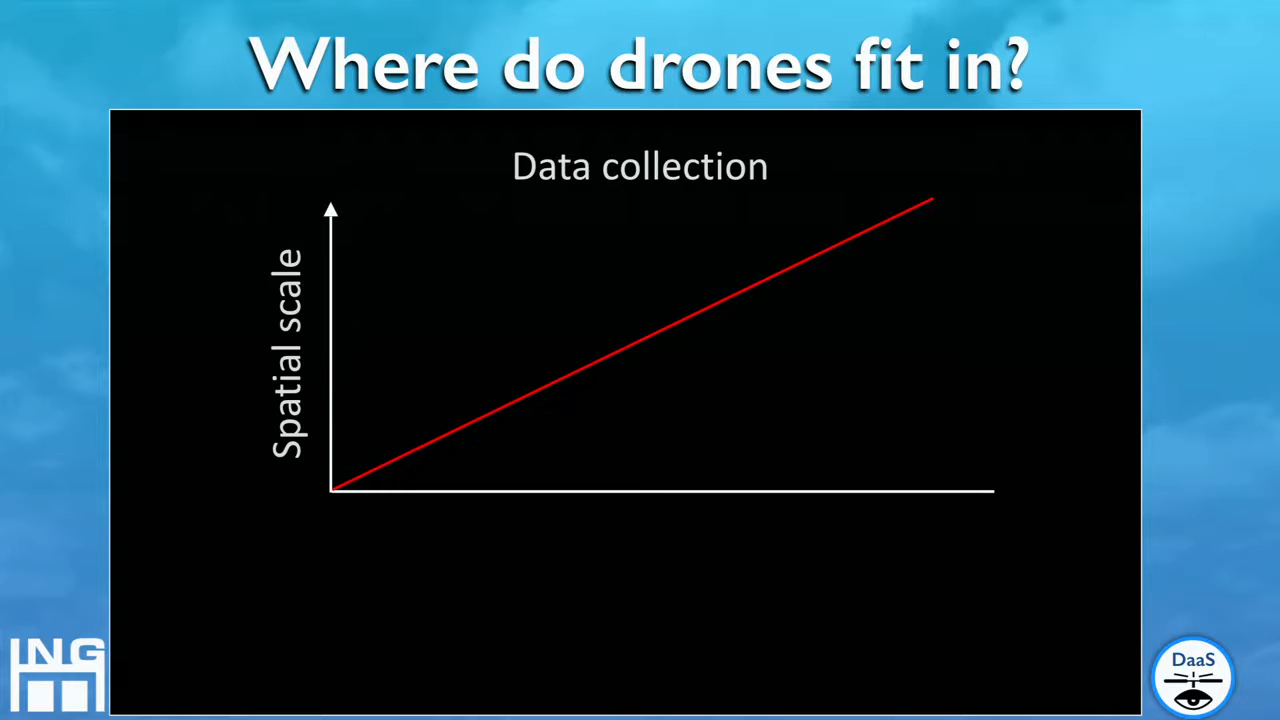 Where do drones fit in?
Data collection
Spatial scale
ING
DaaS